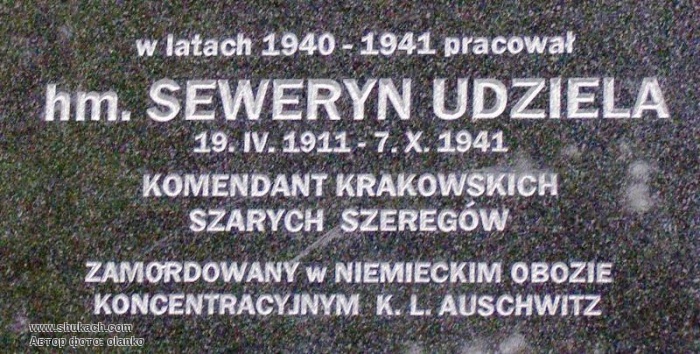 w latach 1940 - 1941 pracował
hm. SEWERYN UDZIELA
19. IV. 1911 - 7. X. 1941
KOMENDANT KRAKOWSKICH
SZARYCH SZEREGÓW
ZAMORDOWANY w NIEMIECKIM OBOZIE
KONCENTRACYJNYM K. L. AUSCHWITZ
www.shukach.com
Автор фото: olanko